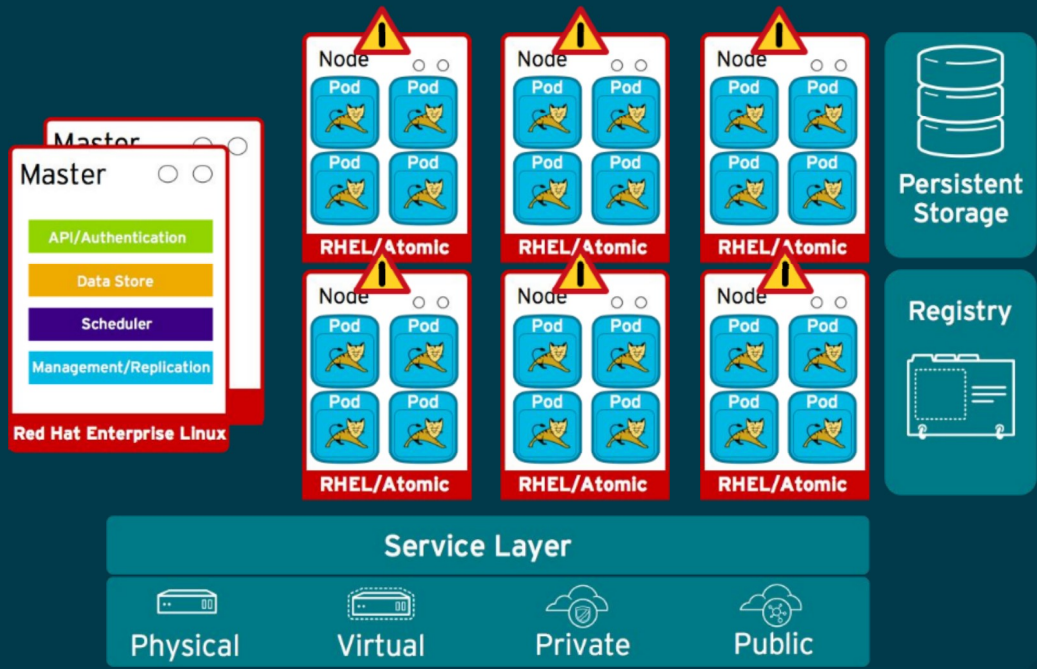 Master
Master
API/Authentication
Data Store
Scheduler
Management/Replication
Red Hat Enterprise Linux
Node
Pod Pod
Pod Pod
RHEL/Atomic
Node
Pod Pod
Pod Pod
RHEL/Atomic
Node
Pod Pod
Pod Pod
RHEL/Atomic
Node
Pod Pod
Pod Pod
RHEL/Atomic
Node
Pod Pod
Pod Pod
RHEL/Atomic
Node
Pod Pod
Pod Pod
RHEL/Atomic
Persistent
Storage
Registry
Service Layer
Physical
Virtual
Private
Public